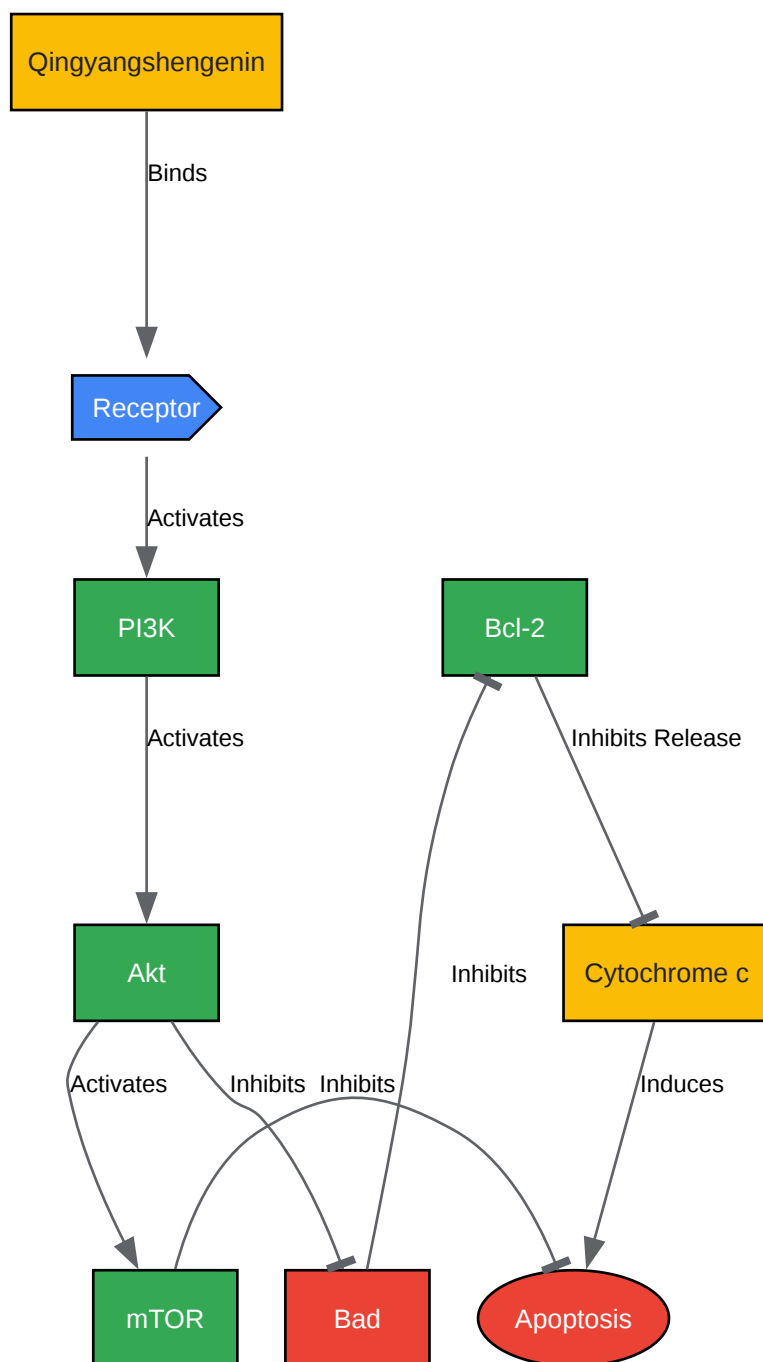 Qingyangshengenin
Binds
Receptor
Activates
PI3K
Bcl-2
Activates
Inhibits Release
Akt
Inhibits
Cytochrome c
Activates
Inhibits
Inhibits
Induces
mTOR
Bad
Apoptosis